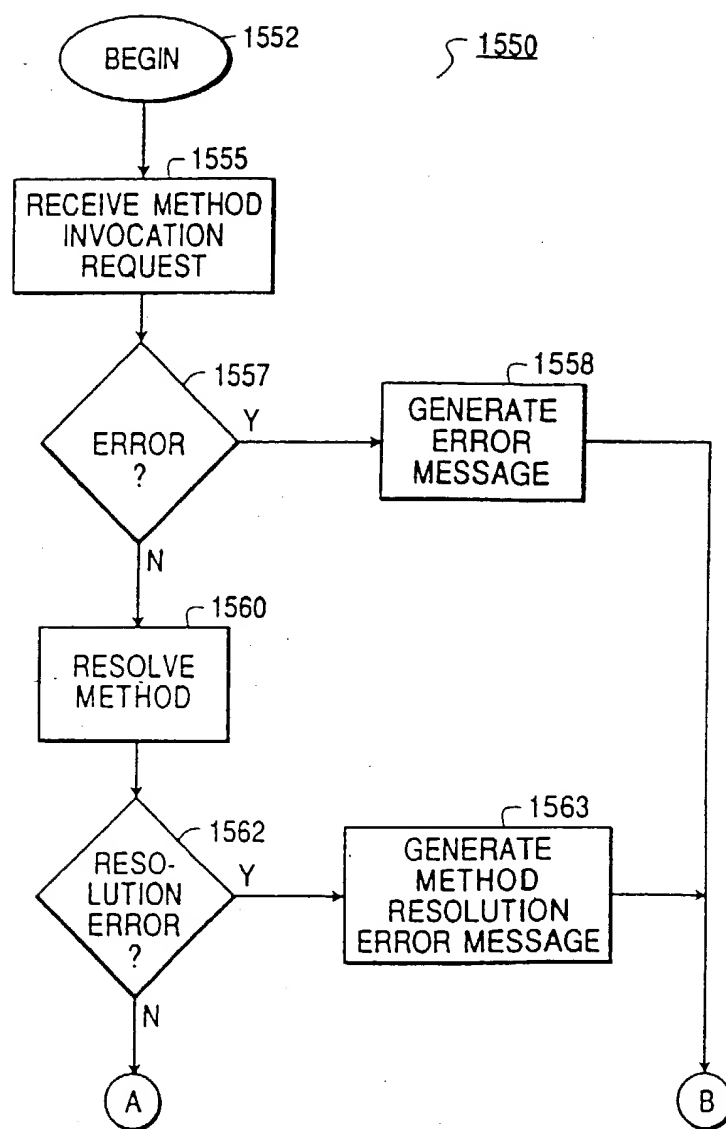 1552
BEGIN
1550
1555
RECEIVE METHOD
INVOCATION
REQUEST
1557
ERROR
?
Y
1558
GENERATE
ERROR
MESSAGE
N
1560
RESOLVE
METHOD
1562
RESO-
LUTION
ERROR
?
Y
1563
GENERATE
METHOD
RESOLUTION
ERROR MESSAGE
N
A
B